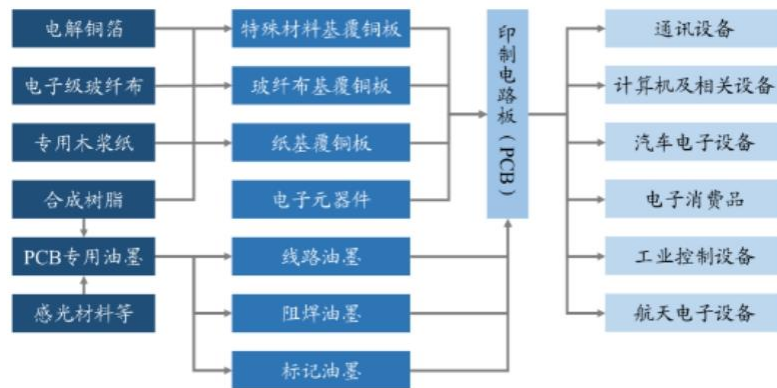 电解铜箔
电子级玻纤布
专用木浆纸
合成树脂
PCB专用油墨
感光材料等
特殊材料基覆铜板
玻纤布基覆铜板
纸基覆铜板
电子元器件
线路油墨
阻焊油墨
标记油墨
印制电路板（PCB）
通讯设备
计算机及相关设备
汽车电子设备
电子消费品
工业控制设备
航天电子设备